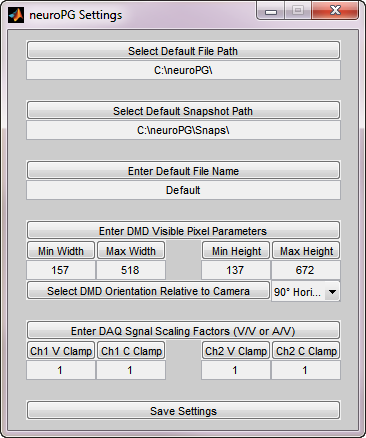 neuroPG Settings
Select Default File Path
C:\neuroPG\
Select Default Snapshot Path
C:\neuroPG\Snaps\
Enter Default File Name
Default
Enter DMD Visible Pixel Parameters
Min Width Max Width Min Height Max Height
157 518 137 672
Select DMD Orientation Relative to Camera 90° Hori...
Enter DAQ Sgnal Scaling Factors (V/V or A/V)
Ch1 V Clamp Ch1 C Clamp Ch2 V Clamp Ch2 C Clamp
1 1 1 1
Save Settings